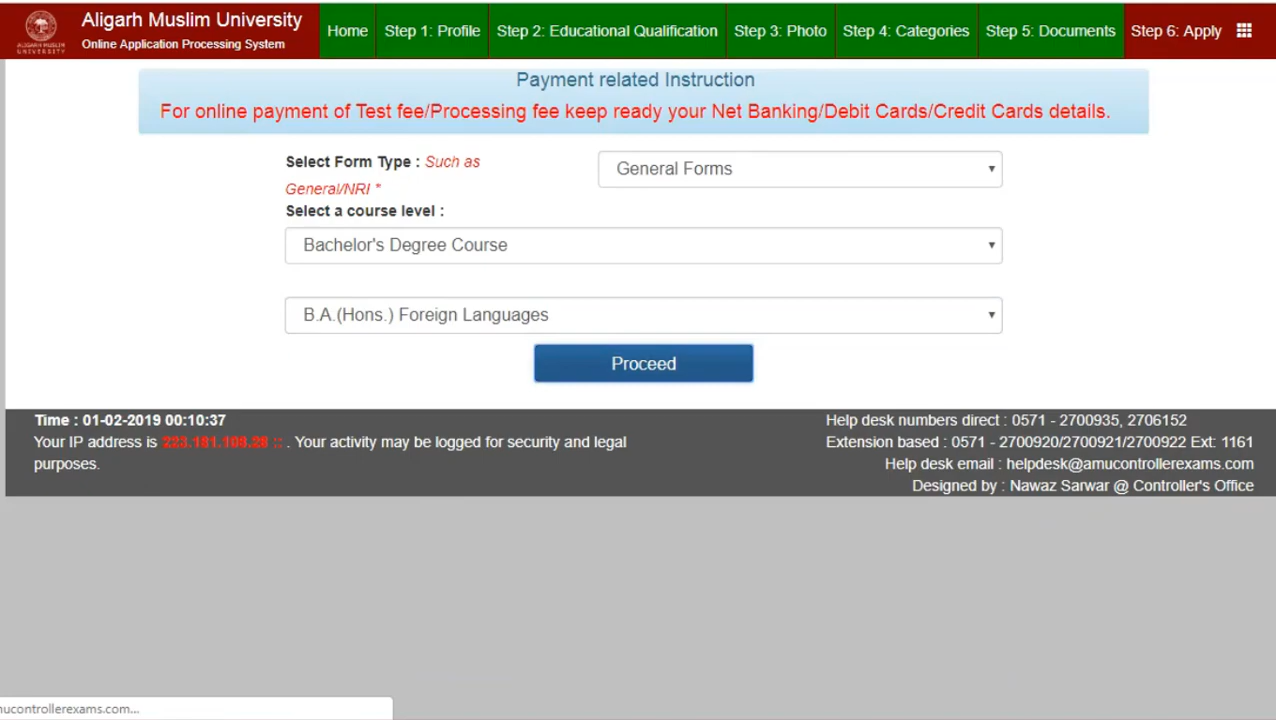 Aligarh Muslim University
Online Application Processing System
ALIGARH MUSLIM
UNIVERSITY
Home
Step 1: Profile
Step 2: Educational Qualification
Step 3: Photo
Step 4: Categories
Step 5: Documents
Step 6: Apply
Payment related Instruction
For online payment of Test fee/Processing fee keep ready your Net Banking/Debit Cards/Credit Cards details.
Select Form Type : Such as
General/NRI *
General Forms
Select a course level :
Bachelor's Degree Course
B.A.(Hons.) Foreign Languages
Proceed
Time : 01-02-2019 00:10:37
Your IP address is :: . Your activity may be logged for security and legal
purposes.
Help desk numbers direct : 0571 - 2700935, 2706152
Extension based : 0571 - 2700920/2700921/2700922 Ext: 1161
Help desk email : helpdesk@amucontrollerexams.com
Designed by : Nawaz Sarwar @ Controller's Office
ucontrollerexams.com...